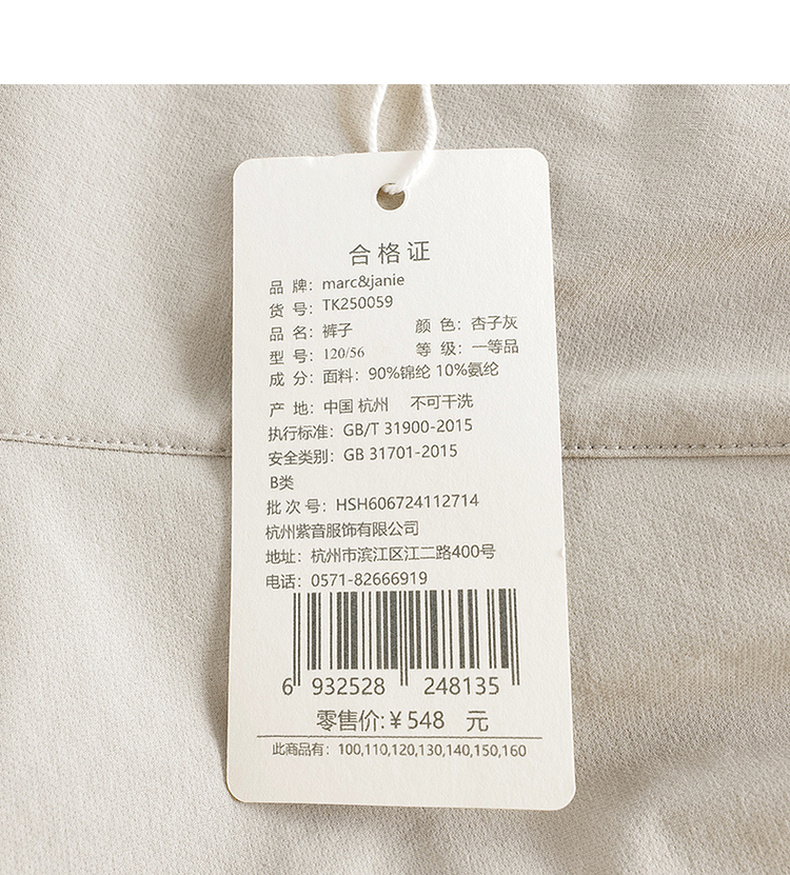 合格证
品 牌：marc&janie
货 号：TK250059
品 名：裤子 颜 色：杏子灰
型 号：120/56 等 级：一等品
成 分：面料：90%锦纶 10%氨纶
产 地：中国 杭州 不可干洗
执行标准：GB/T 31900-2015
安全类别：GB 31701-2015
B类
批 次 号：HSH606724112714
杭州紫音服饰有限公司
地址：杭州市滨江区江二路400号
电话：0571-82666919
6 932528 248135
零售价:￥548 元
此商品有：100,110,120,130,140,150,160